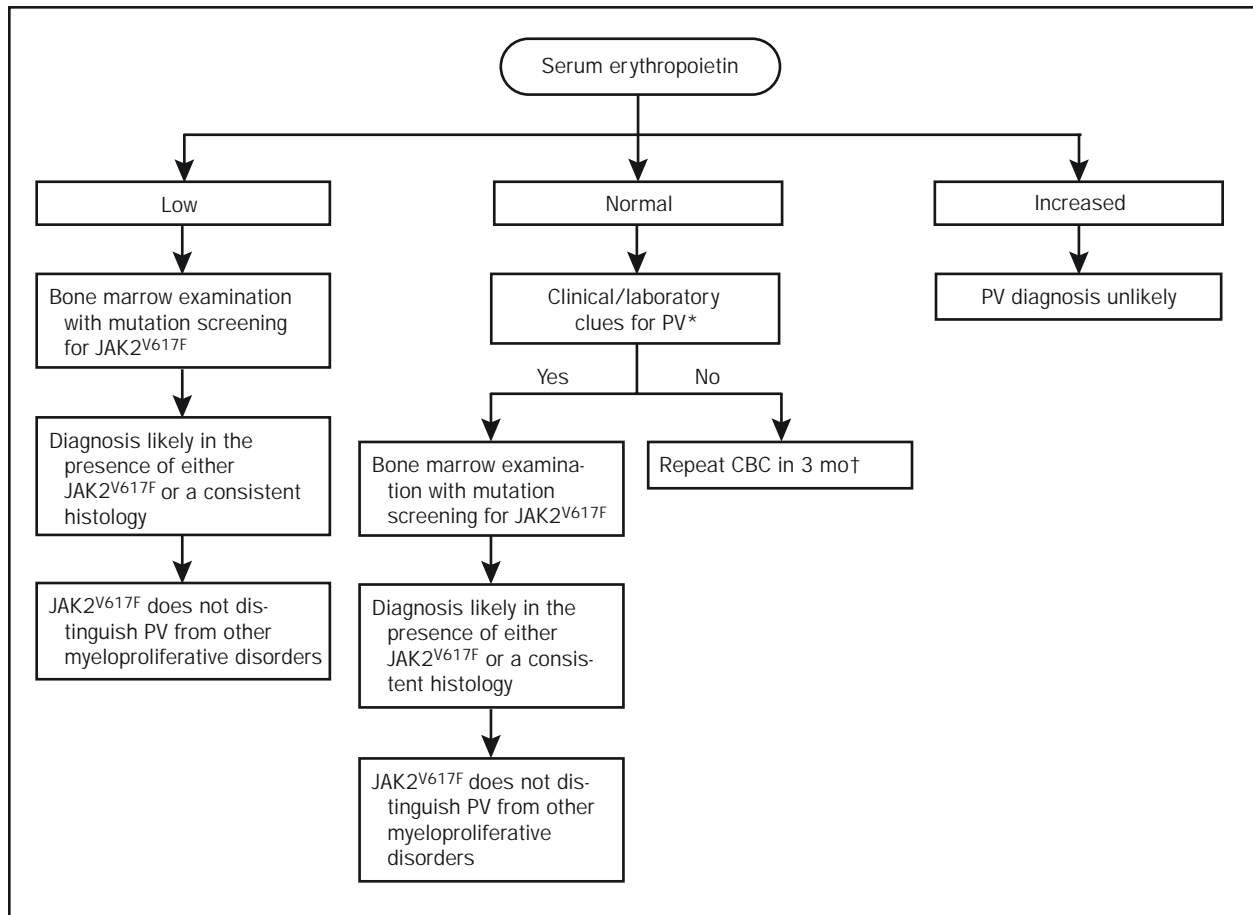 Serum erythropoietin
Low
Normal
Increased
Bone marrow examination
with mutation screening
for JAK2V617F
Clinical/laboratory
clues for PV*
PV diagnosis unlikely
Yes
No
Diagnosis likely in the
presence of either
JAK2V617F or a consistent
histology
Bone marrow examina-
tion with mutation
screening for JAK2V617F
Repeat CBC in 3 mo†
JAK2V617F does not dis-
tinguish PV from other
myeloproliferative disorders
Diagnosis likely in the
presence of either
JAK2V617F or a consis-
tent histology
JAK2V617F does not dis-
tinguish PV from other
myeloproliferative
disorders